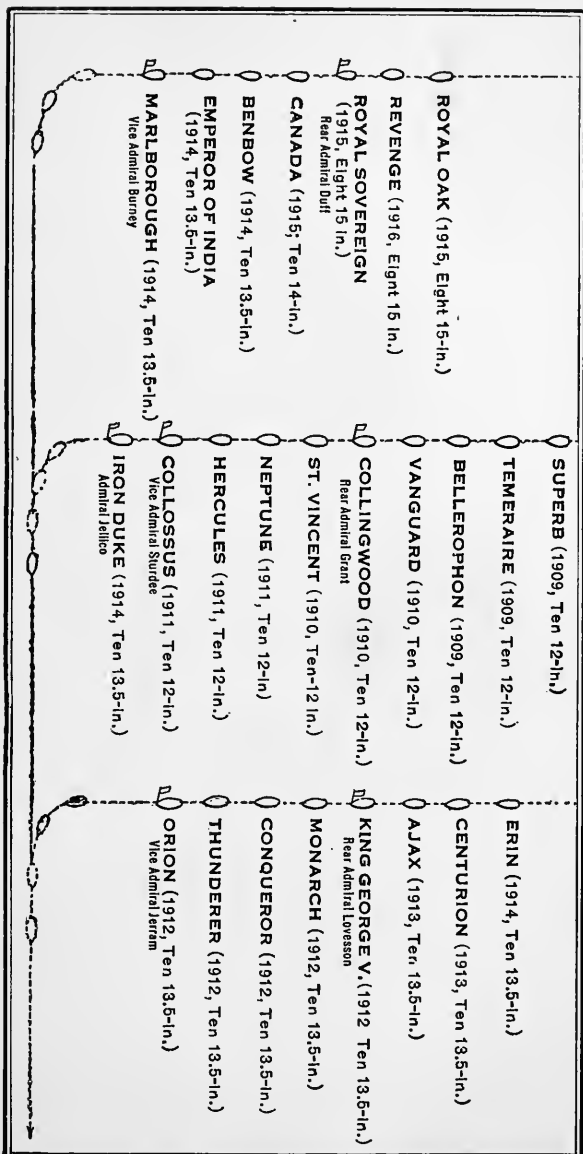 ROYAL OAK (1915, Eight 15-In.)
REVENGE (1916, Eignt 15 In.)
ROYAL SOVEREIGN
(1915, Eight 15 In.)
Rear Admiral Duff
CANADA (1915; Ten 14-In.)
BENBOW (1914, Ten 13.5-In.)
EMPEROR OF INDIA
(1914, Ten 13.5-In.)
MARLBOROUGH (1914, Ten 13.5-In.)
Vice Admiral Burney
SUPERB (1909, Ten 12-In.)
TEMERAIRE (1909, Ten 12-In.)
BELLEROPHON (1909, Ten 12-In.)
VANGUARD (1910, Ten 12-In.)
COLLINGWOOD (1910, Ten 12-In.)
Rear Admiral Grant
ST. VINCENT (1910, Ten-12 In.)
NEPTUNE (1911, Ten 12-In)
HERCULES (1911, Ten 12-In.)
COLLOSSUS (1911, Ten 12-In.)
Vice Admiral Sturdee
IRON DUKE (1914, Ten 13.5-In.)
Admiral Jellico
ERIN (1914, Ten 13.5-In.)
CENTURION (1913, Ten 13.5-In.)
AJAX (1913, Ten 13.5-In.)
KING GEORGE V. (1912 Ten 13.5-In.)
Rear Admiral Lovesson
MONARCH (1912, Ten 13.5-In.)
CONQUEROR (1912, Ten 13.5-In.)
THUNDERER (1912, Ten 13.5-In.)
ORION (1912, Ten 13.5-In.)
Vice Admiral Jerram